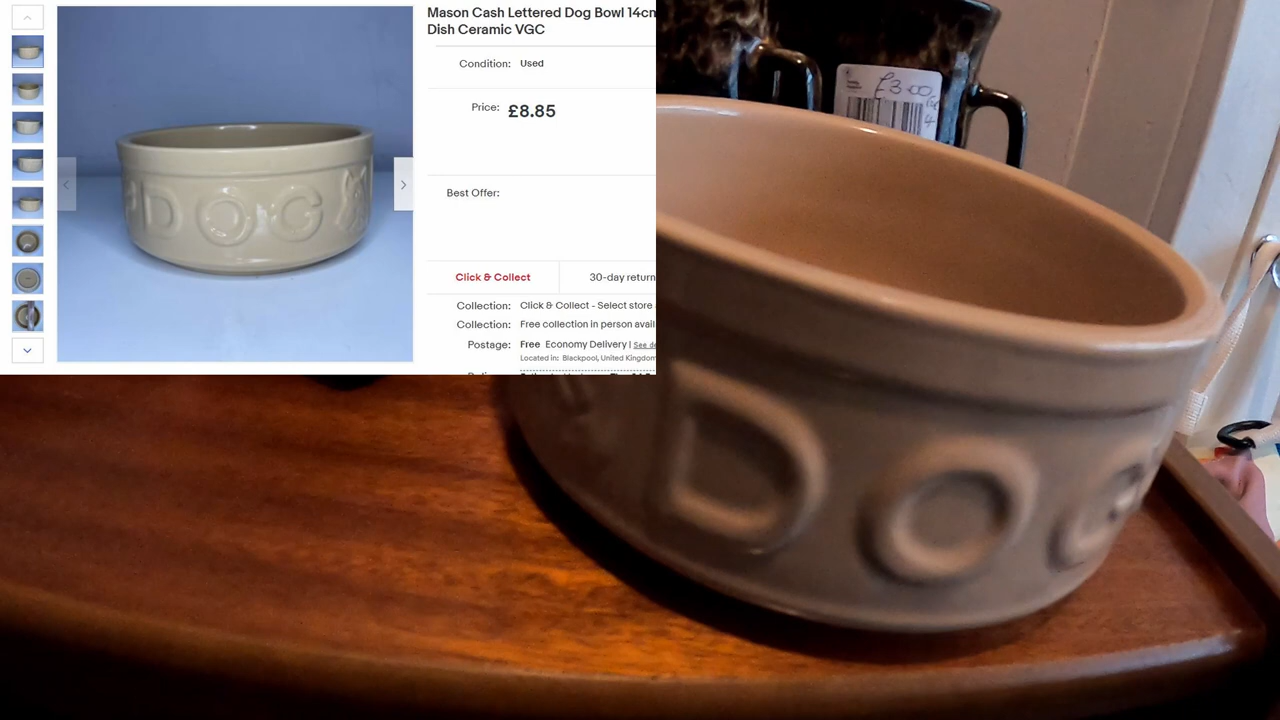 Mason Cash Lettered Dog Bowl 14cm
Dish Ceramic VGC
Condition: Used
Price: £8.85
Best Offer:
Click & Collect
30-day return
Collection: Click & Collect - Select store
Collection: Free collection in person avail
Postage: Free Economy Delivery | See de
Located in: Blackpool, United Kingdom
DOG
£3.00
DOG